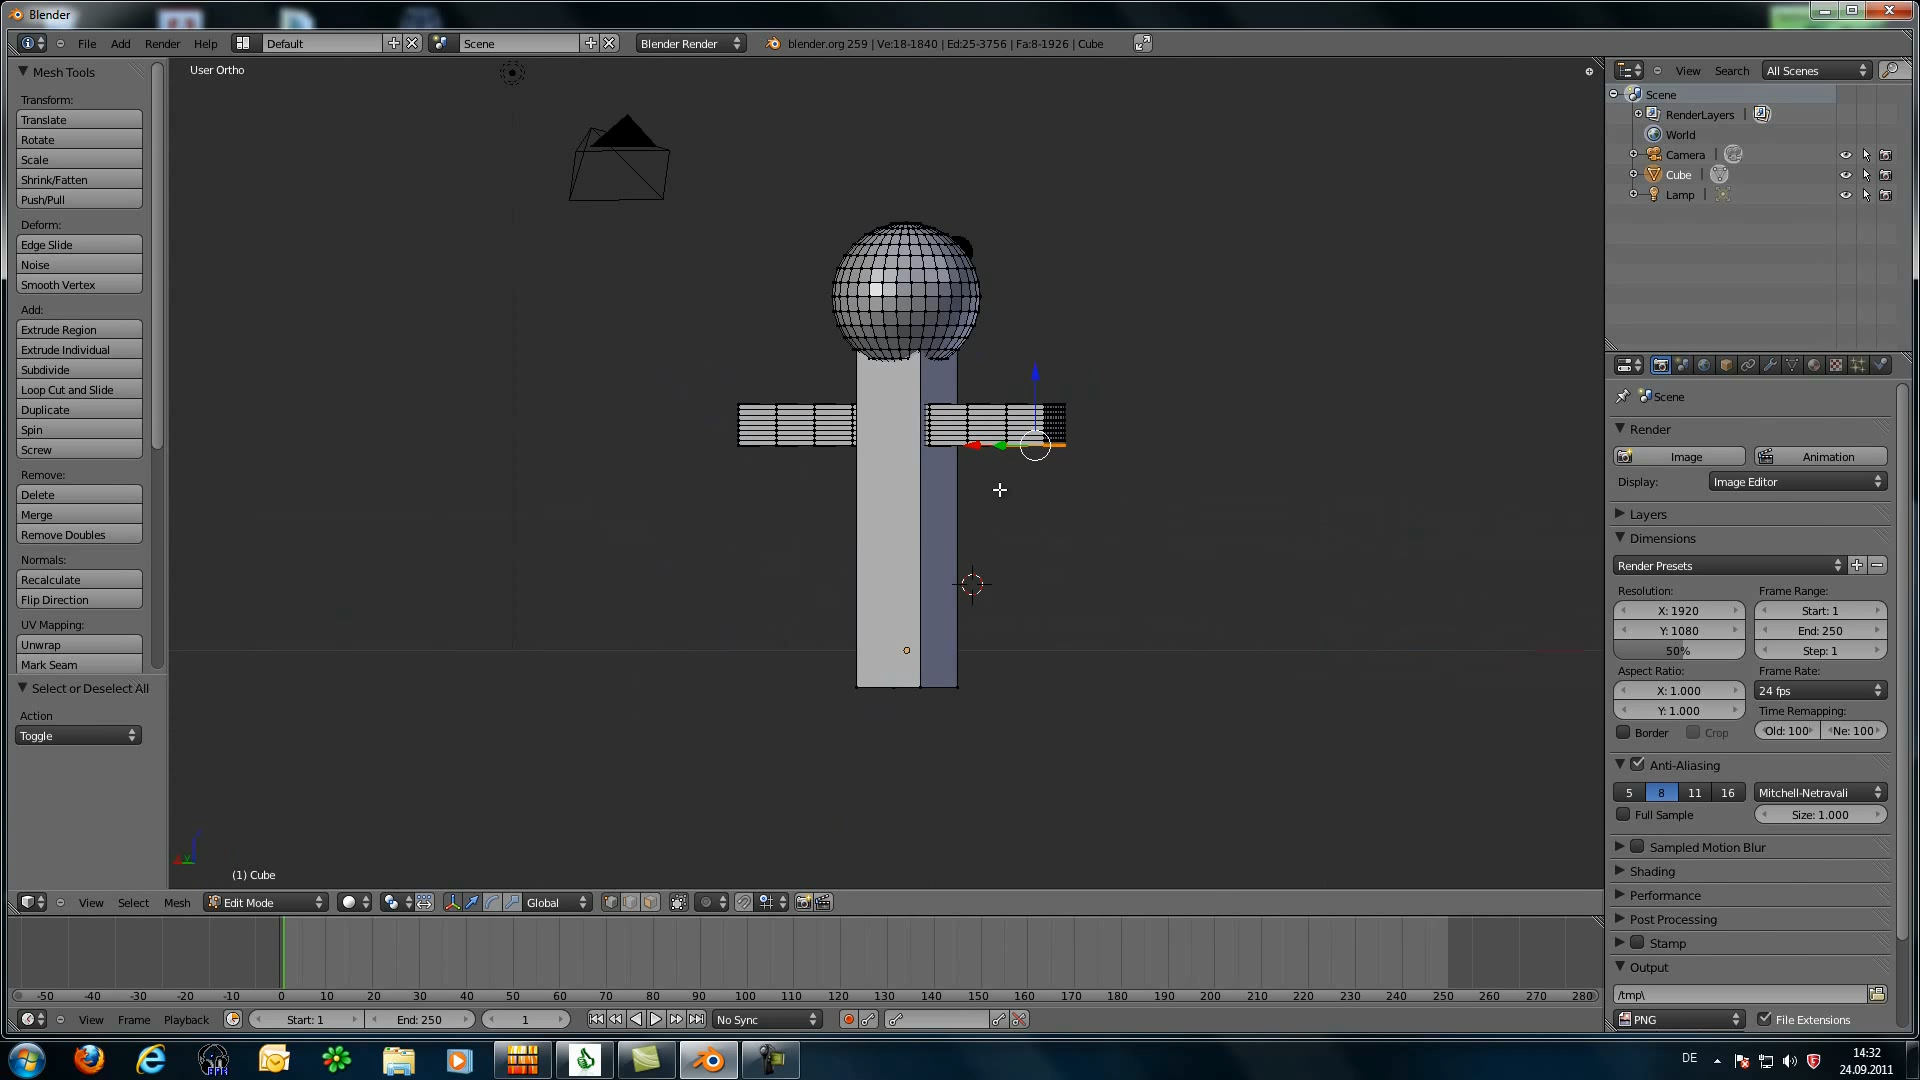 Blender
File Add Render Help Default Scene Blender Render blender.org 259 | Ve:18-1840 | Ed:25-3756 | Fa:8-1926 | Cube
Mesh Tools
Transform:
Translate
Rotate
Scale
Shrink/Fatten
Push/Pull
Deform:
Edge Slide
Noise
Smooth Vertex
Add:
Extrude Region
Extrude Individual
Subdivide
Loop Cut and Slide
Duplicate
Spin
Screw
Remove:
Delete
Merge
Remove Doubles
Normals:
Recalculate
Flip Direction
UV Mapping:
Unwrap
Mark Seam
Select or Deselect All
Action
Toggle
User Ortho
(1) Cube
View Select Mesh Edit Mode Global
-50 -40 -30 -20 -10 0 10 20 30 40 50 60 70 80 90 100 110 120 130 140 150 160 170 180 190 200 210 220 230 240 250 260 270 280
View Frame Playback Start: 1 End: 250 1 No Sync
View Search All Scenes
Scene
RenderLayers |
World
Camera |
Cube |
Lamp |
Scene
Render
Image Animation
Display: Image Editor
Layers
Dimensions
Render Presets
Resolution: Frame Range:
X: 1920 Start: 1
Y: 1080 End: 250
50% Step: 1
Aspect Ratio: Frame Rate:
X: 1.000 24 fps
Y: 1.000 Time Remapping:
Border Crop Old: 100 Ne: 100
Anti-Aliasing
5 8 11 16 Mitchell-Netravali
Full Sample Size: 1.000
Sampled Motion Blur
Shading
Performance
Post Processing
Stamp
Output
/tmp\
PNG File Extensions
DE 14:32
24.09.2011